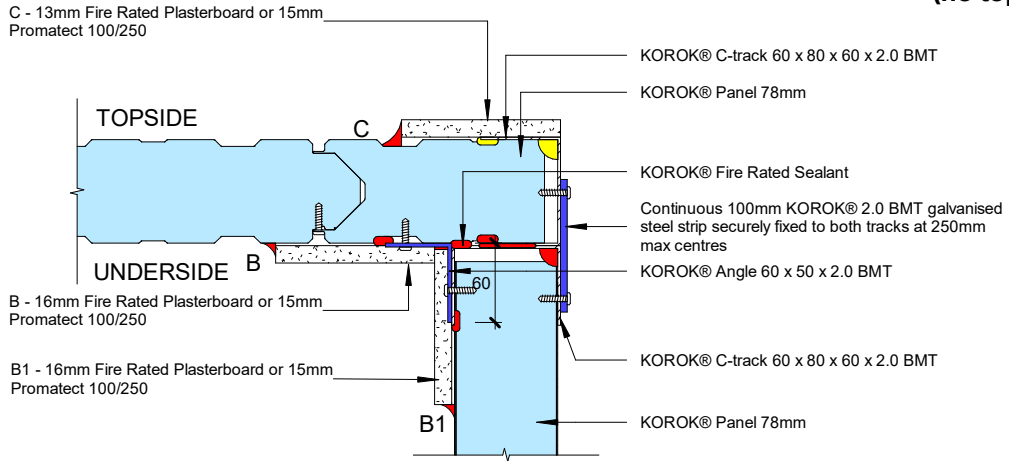 C - 13mm Fire Rated Plasterboard or 15mm
Promatect 100/250
KOROK® C-track 60 x 80 x 60 x 2.0 BMT
KOROK® Panel 78mm
TOPSIDE
C
KOROK® Fire Rated Sealant
Continuous 100mm KOROK® 2.0 BMT galvanised
steel strip securely fixed to both tracks at 250mm
max centres
UNDERSIDE
B
60
KOROK® Angle 60 x 50 x 2.0 BMT
B - 16mm Fire Rated Plasterboard or 15mm
Promatect 100/250
KOROK® C-track 60 x 80 x 60 x 2.0 BMT
B1 - 16mm Fire Rated Plasterboard or 15mm
Promatect 100/250
B1
KOROK® Panel 78mm